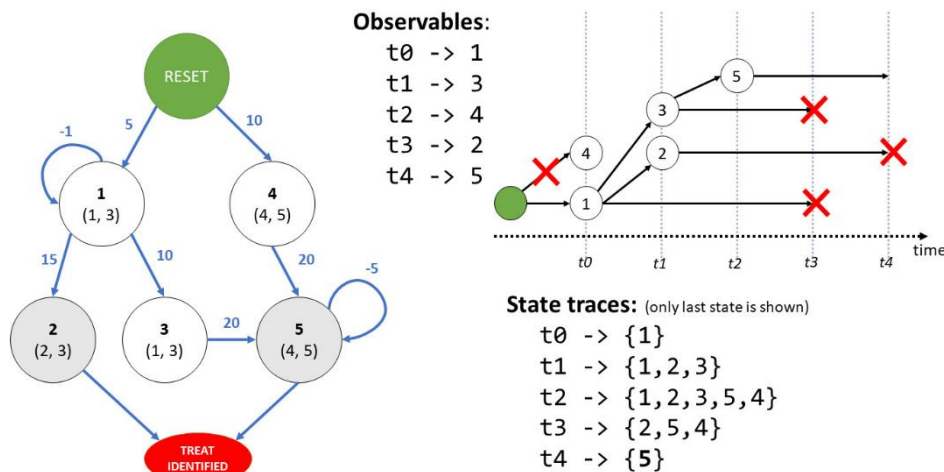 RESET
5
10
-1
1
(1, 3)
4
(4, 5)
15
10
20
-5
2
(2, 3)
3
(1, 3)
20
5
(4, 5)
TREAT
IDENTIFIED
Observables:
t0 -> 1
t1 -> 3
t2 -> 4
t3 -> 2
t4 -> 5
5
3
4
2
1
time
t0
t1
t2
t3
t4
State traces: (only last state is shown)
t0 -> {1}
t1 -> {1,2,3}
t2 -> {1,2,3,5,4}
t3 -> {2,5,4}
t4 -> {5}